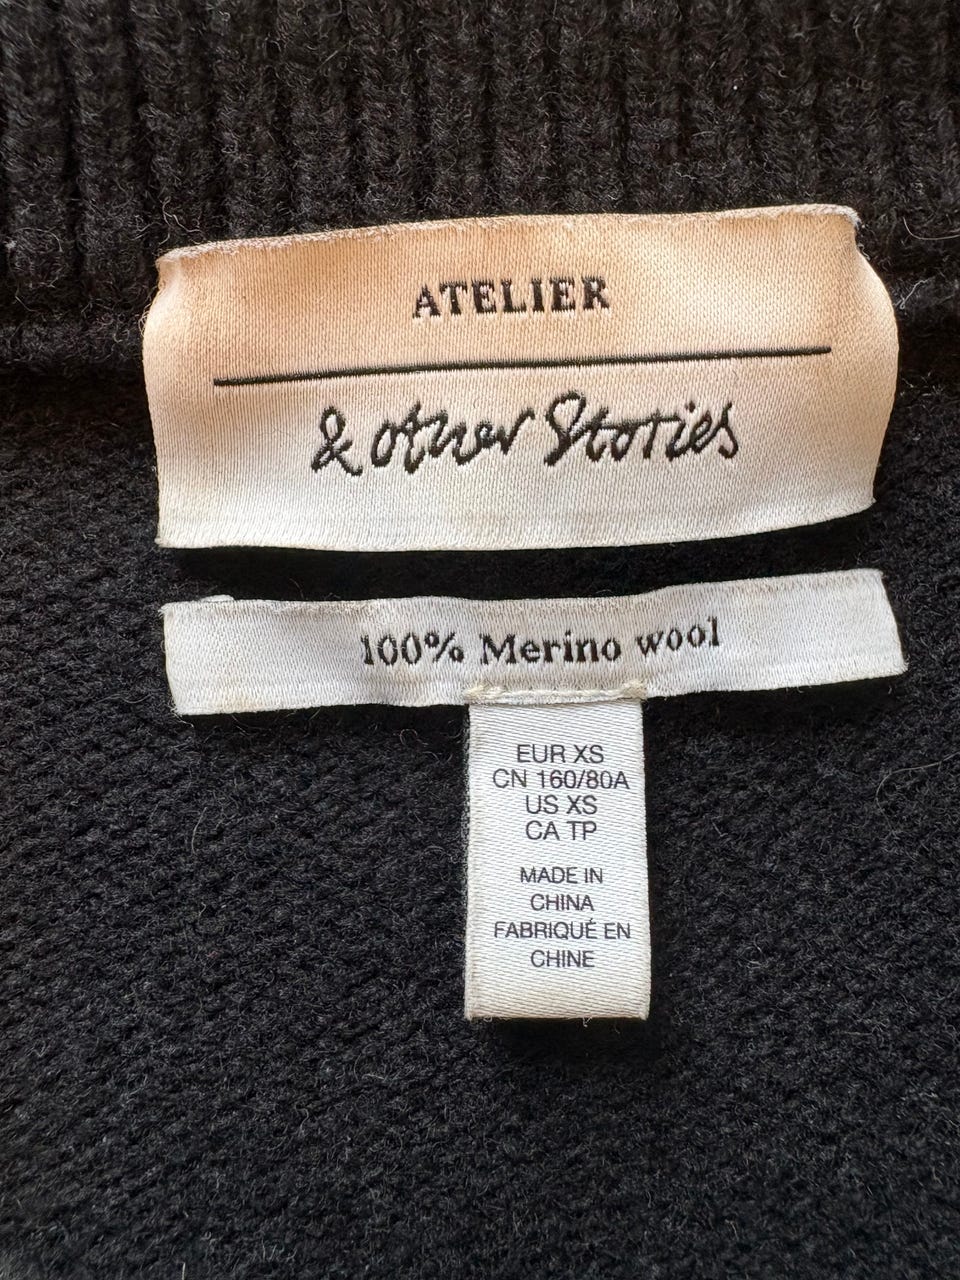 ATELIER
& other Stories
100% Merino wool
EUR XS
CN 160/80A
US XS
CA TP
MADE IN
CHINA
FABRIQUÉ EN
CHINE